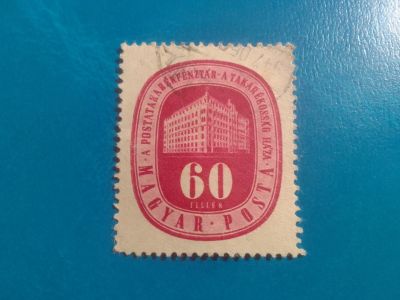 A POSTATAKARÉKPÉNZTÁR · A TAKARÉKOSSÁG HÁZA ·
60
FILLÉR
MAGYAR · POSTA